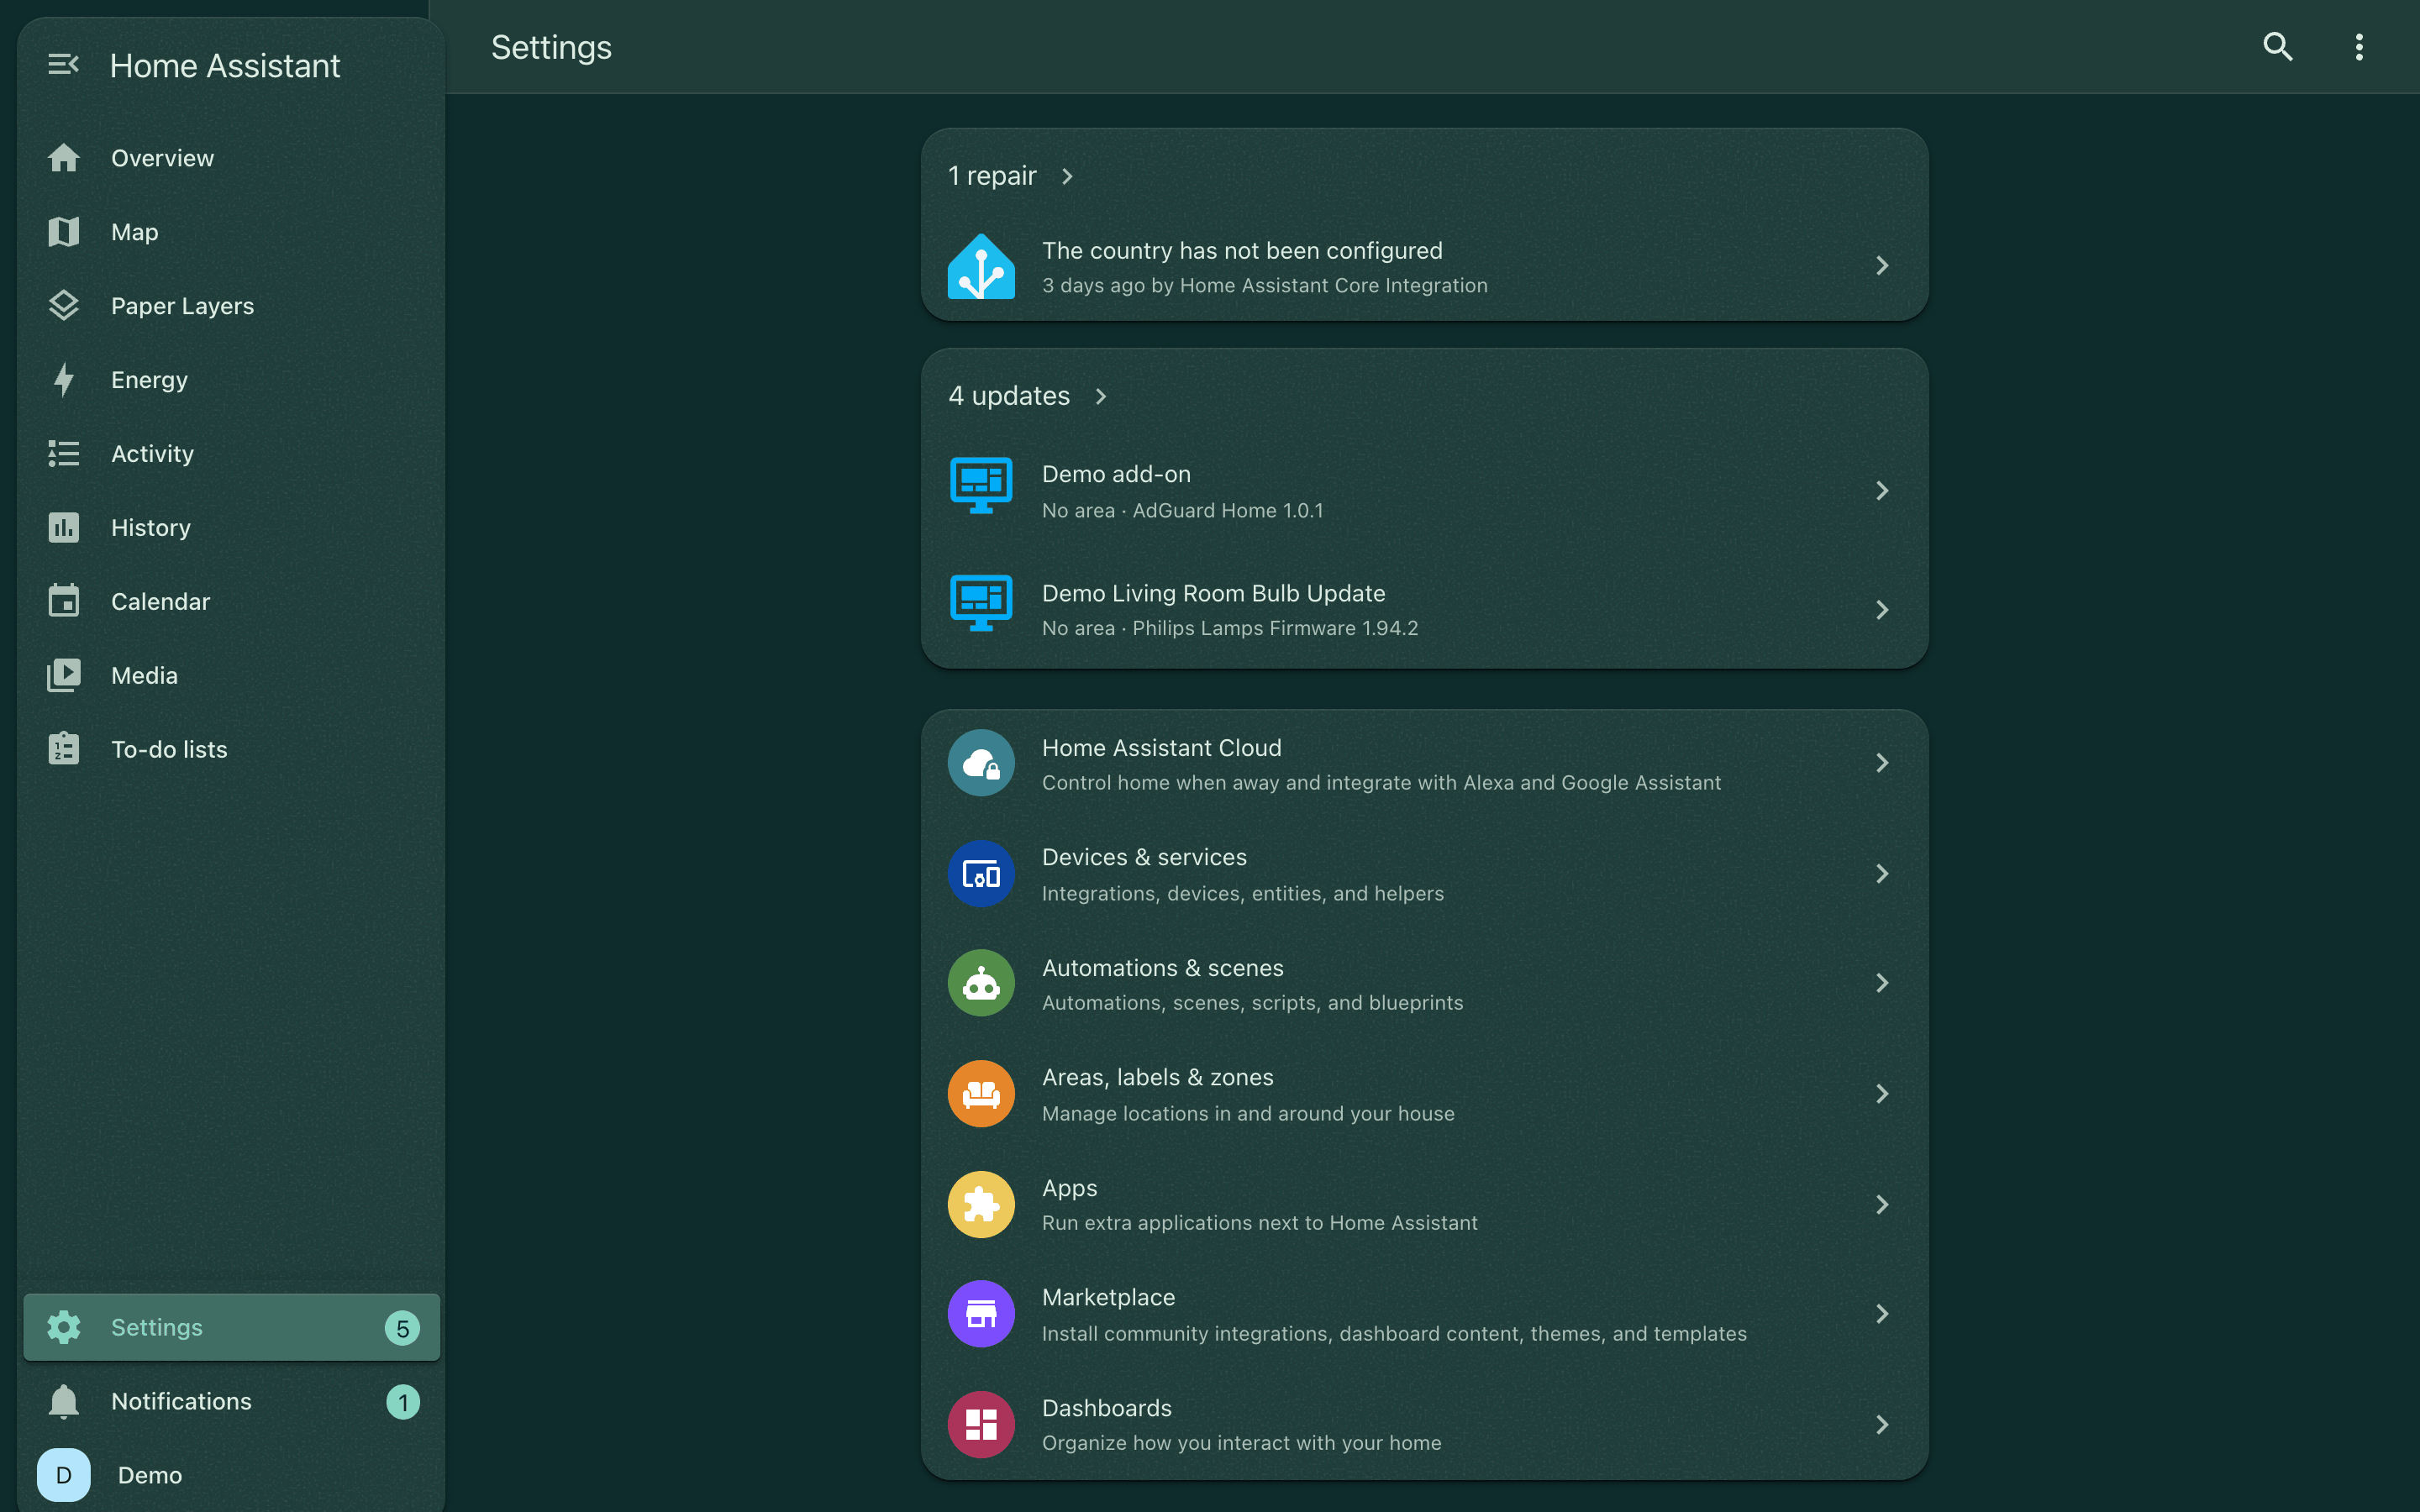 Home Assistant
Overview
Map
Paper Layers
Energy
Activity
History
Calendar
Media
To-do lists
Settings 5
Notifications 1
D Demo
Settings
1 repair
The country has not been configured
3 days ago by Home Assistant Core Integration
4 updates
Demo add-on
No area · AdGuard Home 1.0.1
Demo Living Room Bulb Update
No area · Philips Lamps Firmware 1.94.2
Home Assistant Cloud
Control home when away and integrate with Alexa and Google Assistant
Devices & services
Integrations, devices, entities, and helpers
Automations & scenes
Automations, scenes, scripts, and blueprints
Areas, labels & zones
Manage locations in and around your house
Apps
Run extra applications next to Home Assistant
Marketplace
Install community integrations, dashboard content, themes, and templates
Dashboards
Organize how you interact with your home